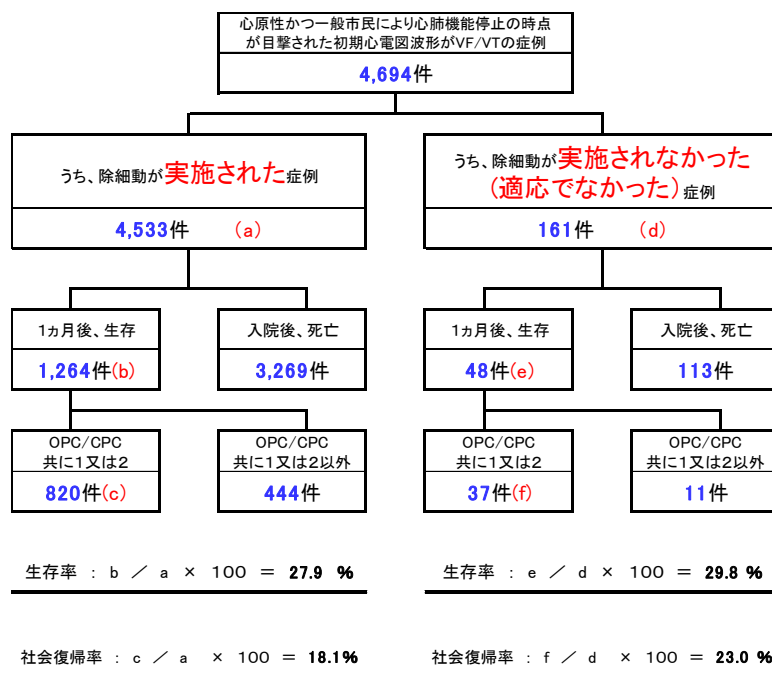 心原性かつ一般市民により心肺機能停止の時点
が目撃された初期心電図波形がVF/VTの症例
4,694件
うち、除細動が実施された症例
4,533件 (a)
うち、除細動が実施されなかった
(適応でなかった)症例
161件 (d)
1ヵ月後、生存
1,264件(b)
入院後、死亡
3,269件
1ヵ月後、生存
48件(e)
入院後、死亡
113件
OPC/CPC
共に1又は2
820件(c)
OPC/CPC
共に1又は2以外
444件
OPC/CPC
共に1又は2
37件(f)
OPC/CPC
共に1又は2以外
11件
生存率 : b / a × 100 = 27.9 %
生存率 : e / d × 100 = 29.8 %
社会復帰率 : c / a × 100 = 18.1%
社会復帰率 : f / d × 100 = 23.0 %